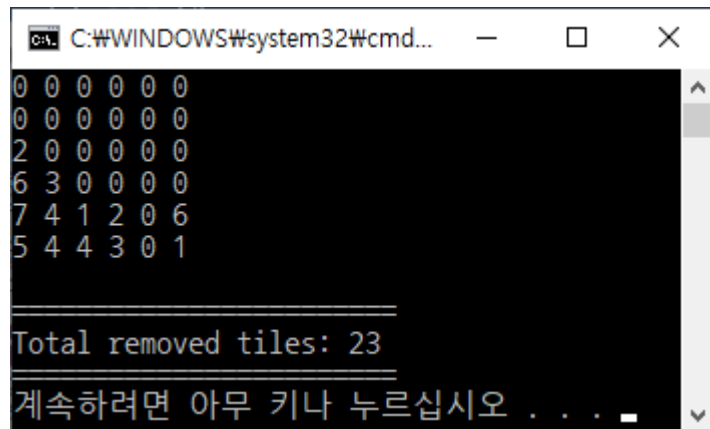 C:₩WINDOWS₩system32₩cmd...
0 0 0 0 0 0
0 0 0 0 0 0
2 0 0 0 0 0
6 3 0 0 0 0
7 4 1 2 0 6
5 4 4 3 0 1
========================
Total removed tiles: 23
========================
계속하려면 아무 키나 누르십시오 . . .